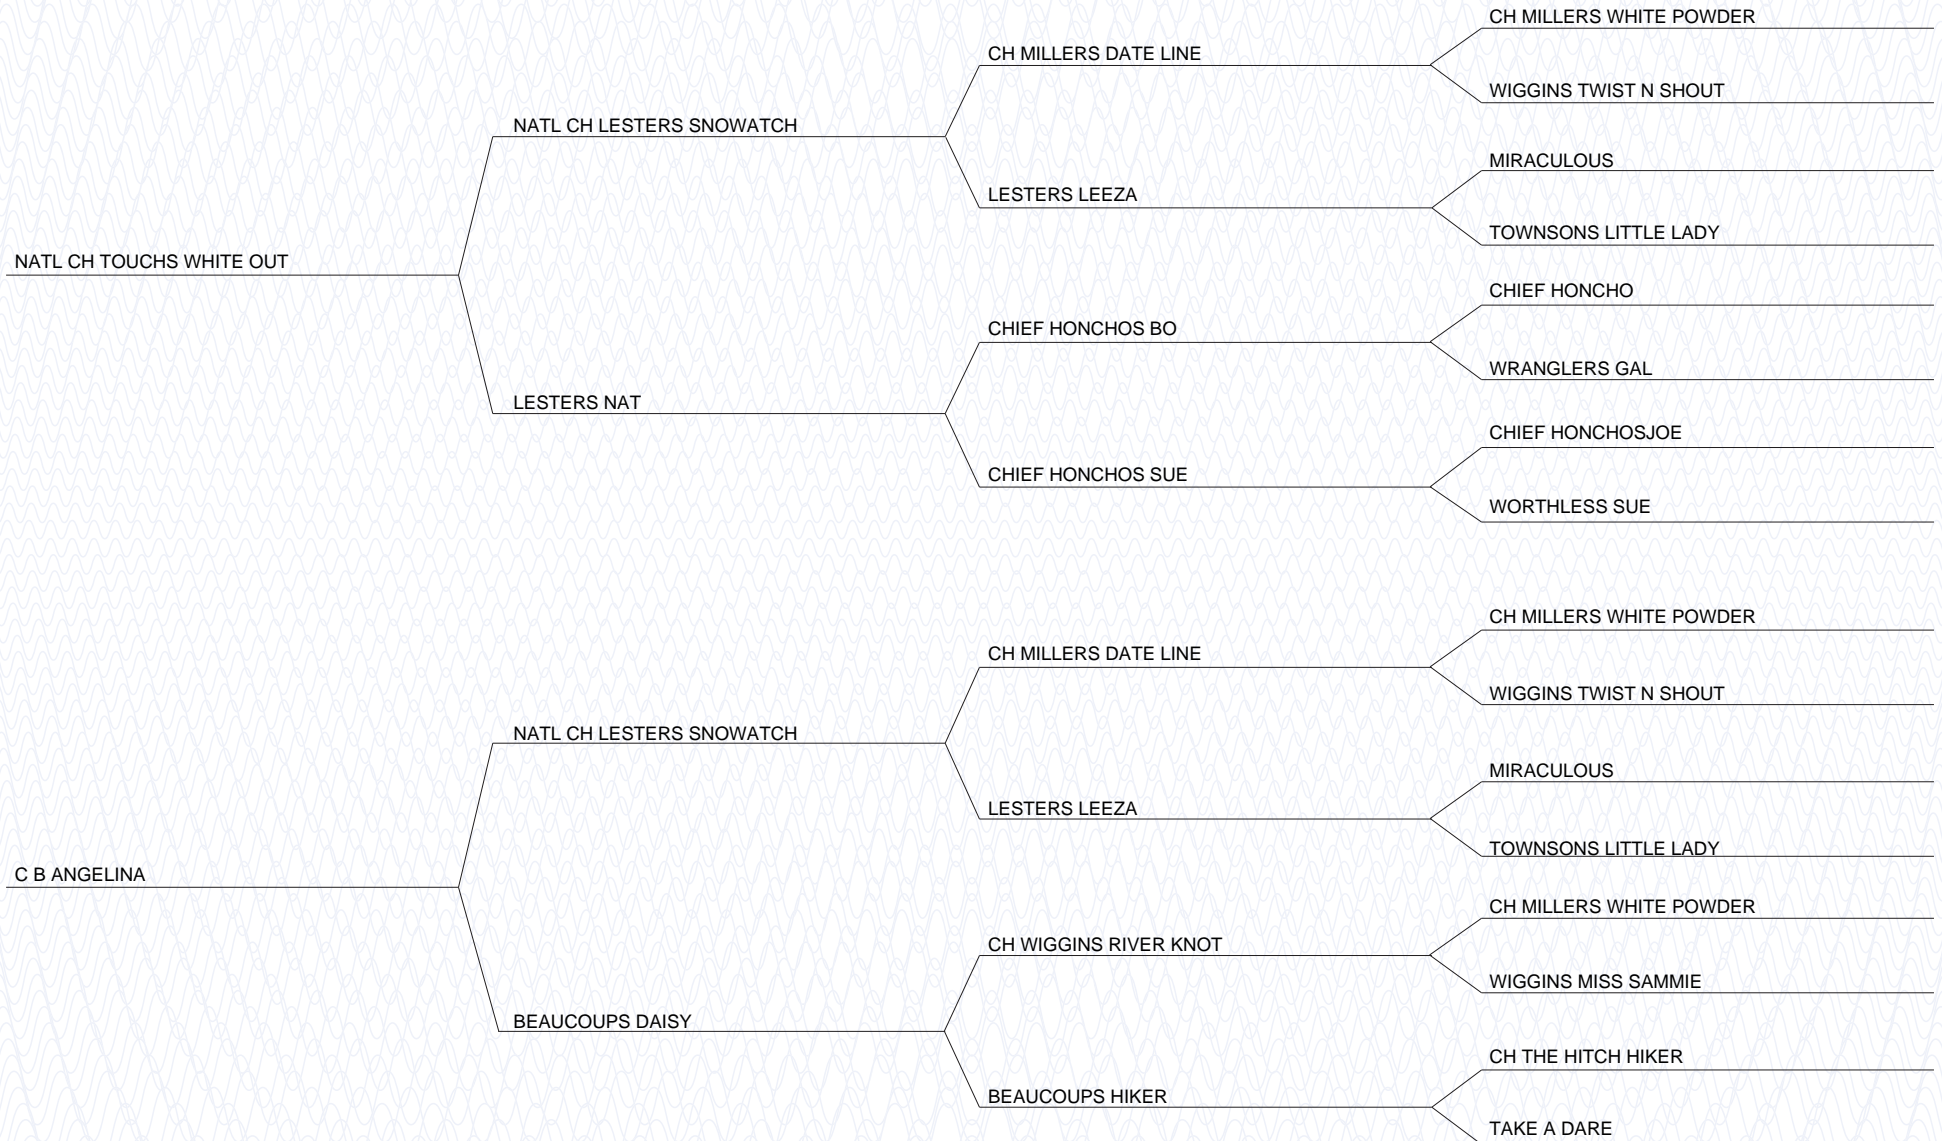 CH MILLERS WHITE POWDER
CH MILLERS DATE LINE
WIGGINS TWIST N SHOUT
NATL CH LESTERS SNOWATCH
MIRACULOUS
LESTERS LEEZA
TOWNSONS LITTLE LADY
NATL CH TOUCHS WHITE OUT
CHIEF HONCHO
CHIEF HONCHOS BO
WRANGLERS GAL
LESTERS NAT
CHIEF HONCHOSJOE
CHIEF HONCHOS SUE
WORTHLESS SUE
CH MILLERS WHITE POWDER
CH MILLERS DATE LINE
WIGGINS TWIST N SHOUT
NATL CH LESTERS SNOWATCH
MIRACULOUS
LESTERS LEEZA
TOWNSONS LITTLE LADY
C B ANGELINA
CH MILLERS WHITE POWDER
CH WIGGINS RIVER KNOT
WIGGINS MISS SAMMIE
BEAUCOUPS DAISY
CH THE HITCH HIKER
BEAUCOUPS HIKER
TAKE A DARE